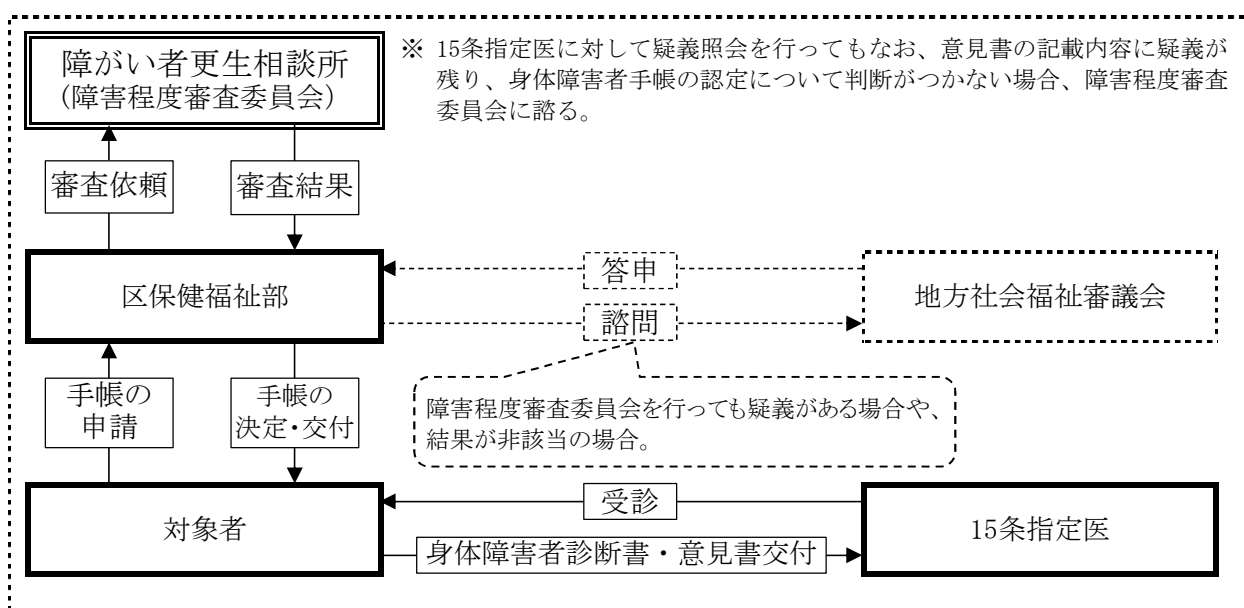 障がい者更生相談所
(障害程度審査委員会)
※ 15条指定医に対して疑義照会を行ってもなお、意見書の記載内容に疑義が
残り、身体障害者手帳の認定について判断がつかない場合、障害程度審査
委員会に諮る。
審査依頼
審査結果
区保健福祉部
答申
諮問
地方社会福祉審議会
手帳の
申請
手帳の
決定・交付
障害程度審査委員会を行っても疑義がある場合や、
結果が非該当の場合。
対象者
受診
身体障害者診断書・意見書交付
15条指定医